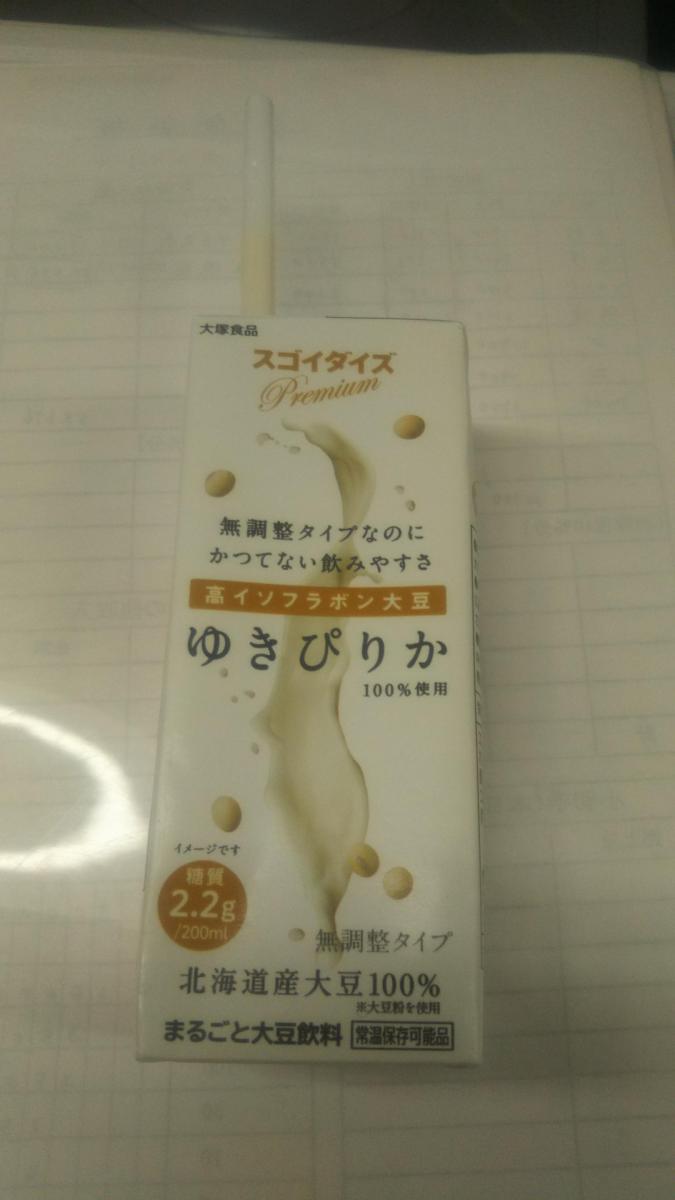 大塚食品
スゴイダイズ
Premium
無調整タイプなのに
かつてない飲みやすさ
高イソフラボン大豆
ゆきぴりか
100%使用
イメージです
糖質
2.2g
/200ml
無調整タイプ
北海道産大豆100%
※大豆粉を使用
まるごと大豆飲料 常温保存可能品